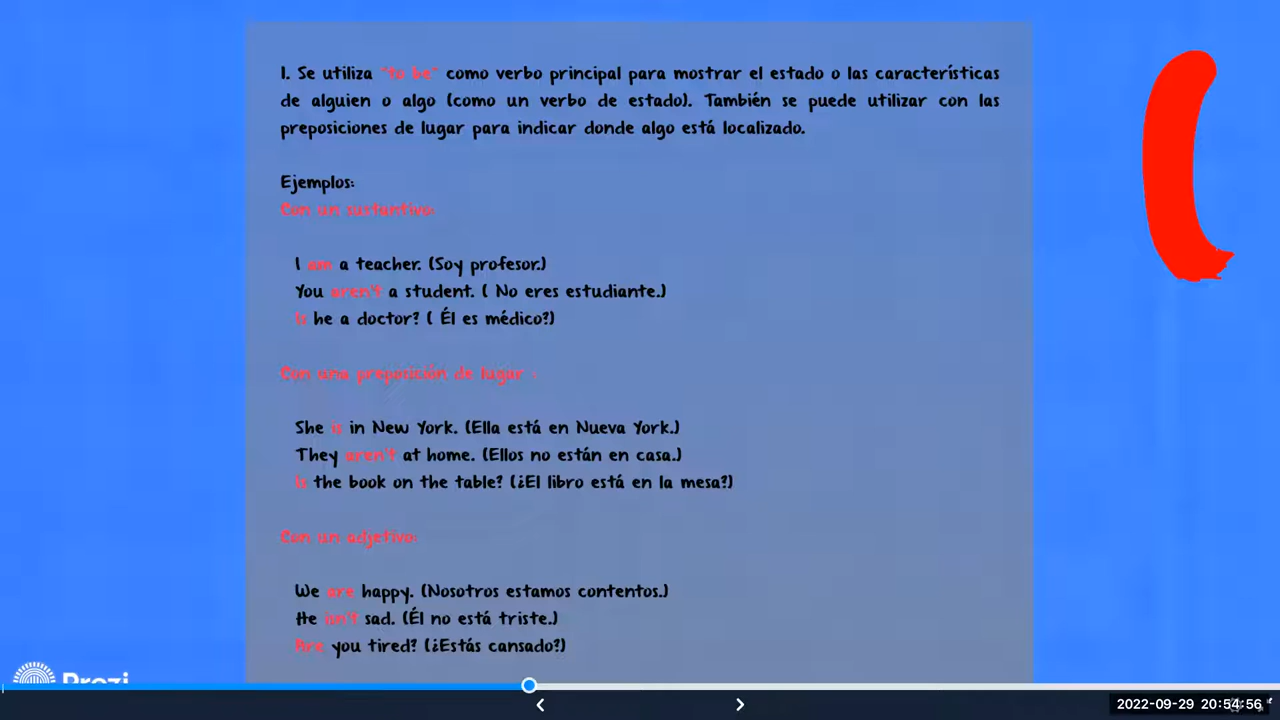 1. Se utiliza "to be" como verbo principal para mostrar el estado o las características
de alguien o algo (como un verbo de estado). También se puede utilizar con las
preposiciones de lugar para indicar donde algo está localizado.
Ejemplos:
Con un sustantivo:
I am a teacher. (Soy profesor.)
You aren't a student. ( No eres estudiante.)
Is he a doctor? ( Él es médico?)
Con una preposición de lugar :
She is in New York. (Ella está en Nueva York.)
They aren't at home. (Ellos no están en casa.)
Is the book on the table? (¿El libro está en la mesa?)
Con un adjetivo:
We are happy. (Nosotros estamos contentos.)
He isn't sad. (Él no está triste.)
Are you tired? (¿Estás cansado?)
Prezi
2022-09-29 20:54:56